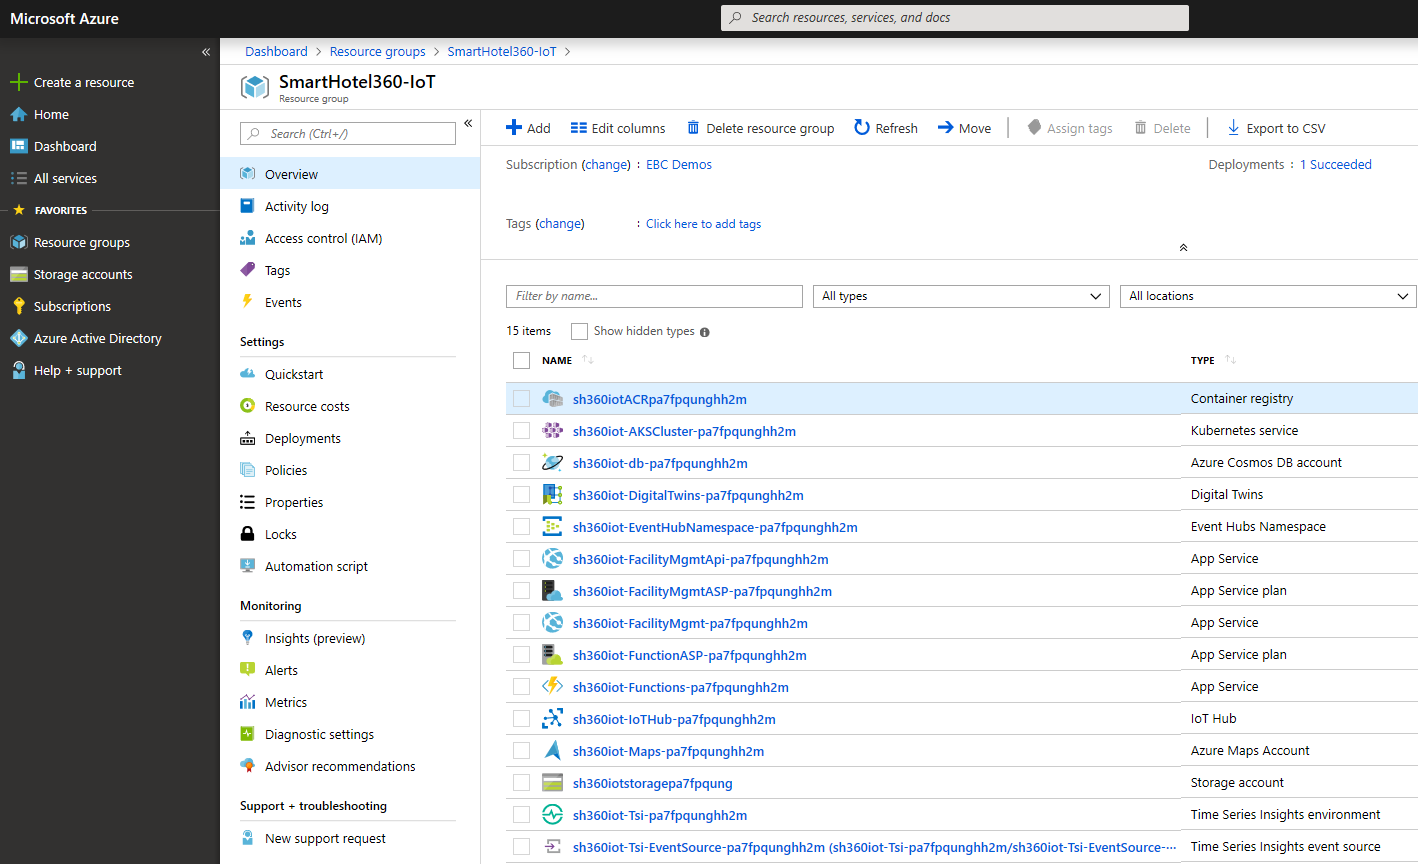 Microsoft Azure
Search resources, services, and docs
«
Create a resource
Home
Dashboard
All services
FAVORITES
Resource groups
Storage accounts
Subscriptions
Azure Active Directory
Help + support
Dashboard > Resource groups > SmartHotel360-IoT >
SmartHotel360-IoT
Resource group
Search (Ctrl+/)
«
Overview
Activity log
Access control (IAM)
Tags
Events
Settings
Quickstart
Resource costs
Deployments
Policies
Properties
Locks
Automation script
Monitoring
Insights (preview)
Alerts
Metrics
Diagnostic settings
Advisor recommendations
Support + troubleshooting
New support request
Add Edit columns Delete resource group Refresh Move Assign tags Delete Export to CSV
Subscription (change) : EBC Demos Deployments : 1 Succeeded
Tags (change) : Click here to add tags
Filter by name... All types All locations
15 items Show hidden types
NAME TYPE
sh360iotACRpa7fpqunghh2m Container registry
sh360iot-AKSCluster-pa7fpqunghh2m Kubernetes service
sh360iot-db-pa7fpqunghh2m Azure Cosmos DB account
sh360iot-DigitalTwins-pa7fpqunghh2m Digital Twins
sh360iot-EventHubNamespace-pa7fpqunghh2m Event Hubs Namespace
sh360iot-FacilityMgmtApi-pa7fpqunghh2m App Service
sh360iot-FacilityMgmtASP-pa7fpqunghh2m App Service plan
sh360iot-FacilityMgmt-pa7fpqunghh2m App Service
sh360iot-FunctionASP-pa7fpqunghh2m App Service plan
sh360iot-Functions-pa7fpqunghh2m App Service
sh360iot-IoTHub-pa7fpqunghh2m IoT Hub
sh360iot-Maps-pa7fpqunghh2m Azure Maps Account
sh360iotstoragepa7fpqung Storage account
sh360iot-Tsi-pa7fpqunghh2m Time Series Insights environment
sh360iot-Tsi-EventSource-pa7fpqunghh2m (sh360iot-Tsi-pa7fpqunghh2m/sh360iot-Tsi-EventSource-··· Time Series Insights event source